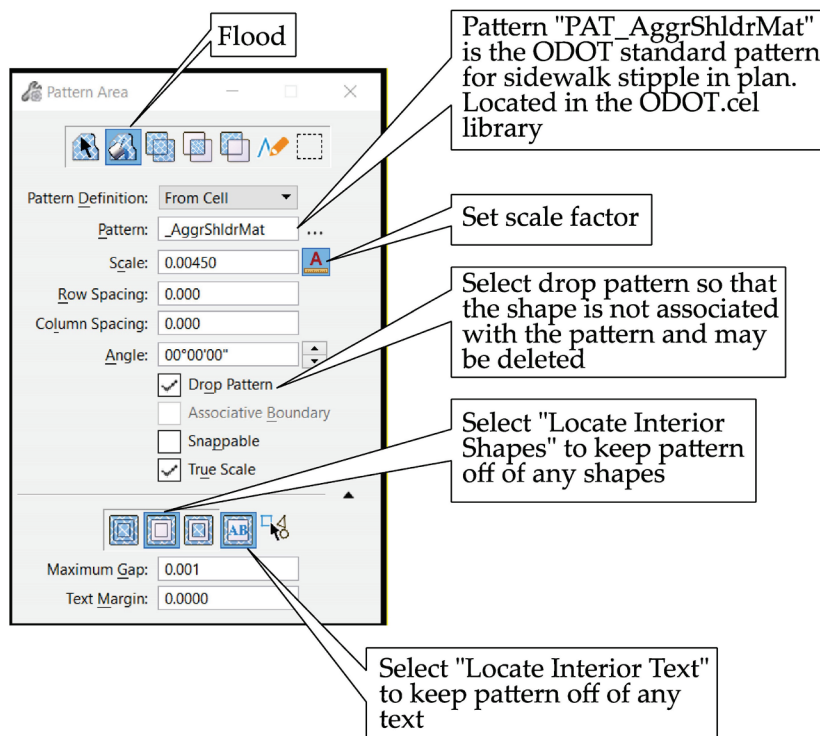 Flood
Pattern "PAT_AggrShldrMat"
is the ODOT standard pattern
for sidewalk stipple in plan.
Located in the ODOT.cel
library
Pattern Area
Pattern Definition: From Cell
Pattern: _AggrShldrMat ...
Scale: 0.00450 A
Set scale factor
Row Spacing: 0.000
Column Spacing: 0.000
Angle: 00°00'00"
Select drop pattern so that
the shape is not associated
with the pattern and may
be deleted
Drop Pattern
Associative Boundary
Snappable
True Scale
Select "Locate Interior
Shapes" to keep pattern
off of any shapes
AB
Maximum Gap: 0.001
Text Margin: 0.0000
Select "Locate Interior Text"
to keep pattern off of any
text